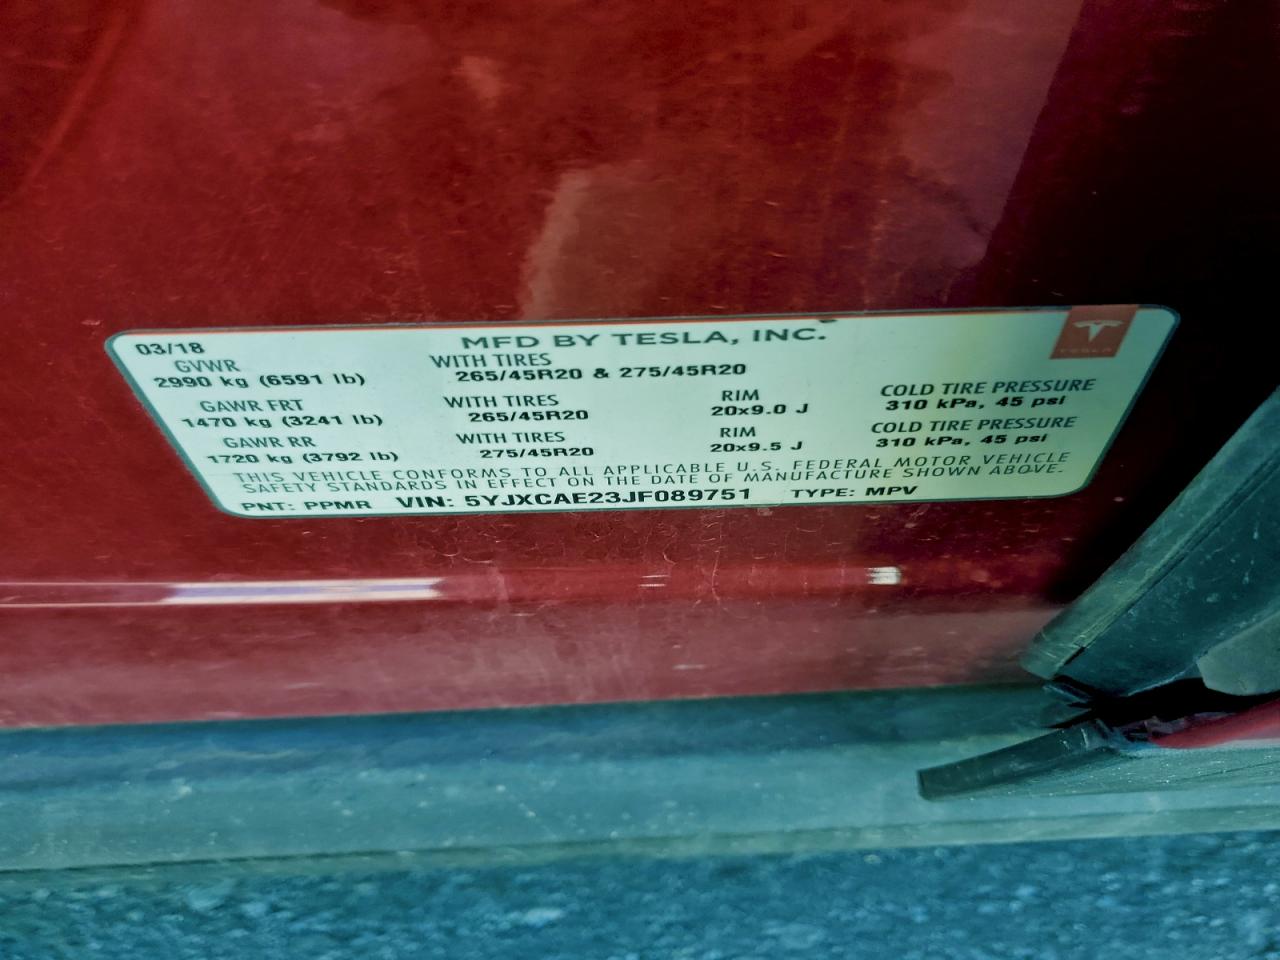 03/18 MFD BY TESLA, INC.
GVWR WITH TIRES
2990 kg (6591 lb) 265/45R20 & 275/45R20
GAWR FRT WITH TIRES RIM COLD TIRE PRESSURE
1470 kg (3241 lb) 265/45R20 20x9.0 J 310 kPa, 45 psi
GAWR RR WITH TIRES RIM COLD TIRE PRESSURE
1720 kg (3792 lb) 275/45R20 20x9.5 J 310 kPa, 45 psi
THIS VEHICLE CONFORMS TO ALL APPLICABLE U.S. FEDERAL MOTOR VEHICLE
SAFETY STANDARDS IN EFFECT ON THE DATE OF MANUFACTURE SHOWN ABOVE.
PNT: PPMR VIN: 5YJXCAE23JF089751 TYPE: MPV
TESLA